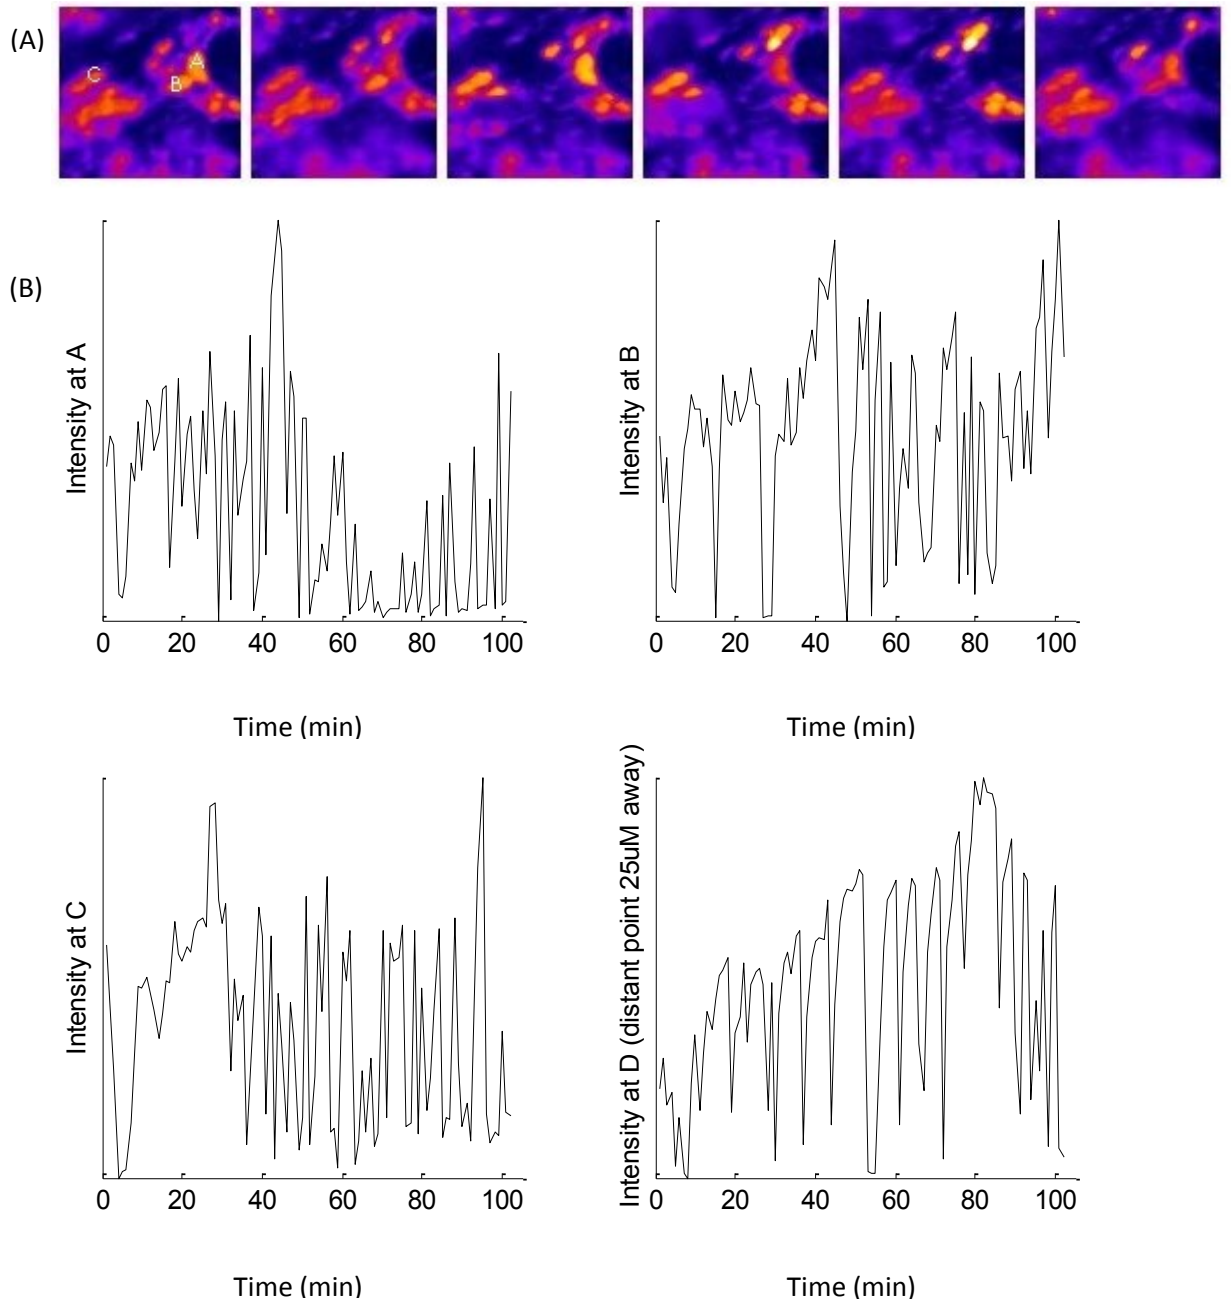 (A)
A
B
C
(B)
Intensity at A
0 20 40 60 80 100
Time (min)
Intensity at B
0 20 40 60 80 100
Time (min)
Intensity at C
0 20 40 60 80 100
Time (min)
Intensity at D (distant point 25uM away)
0 20 40 60 80 100
Time (min)